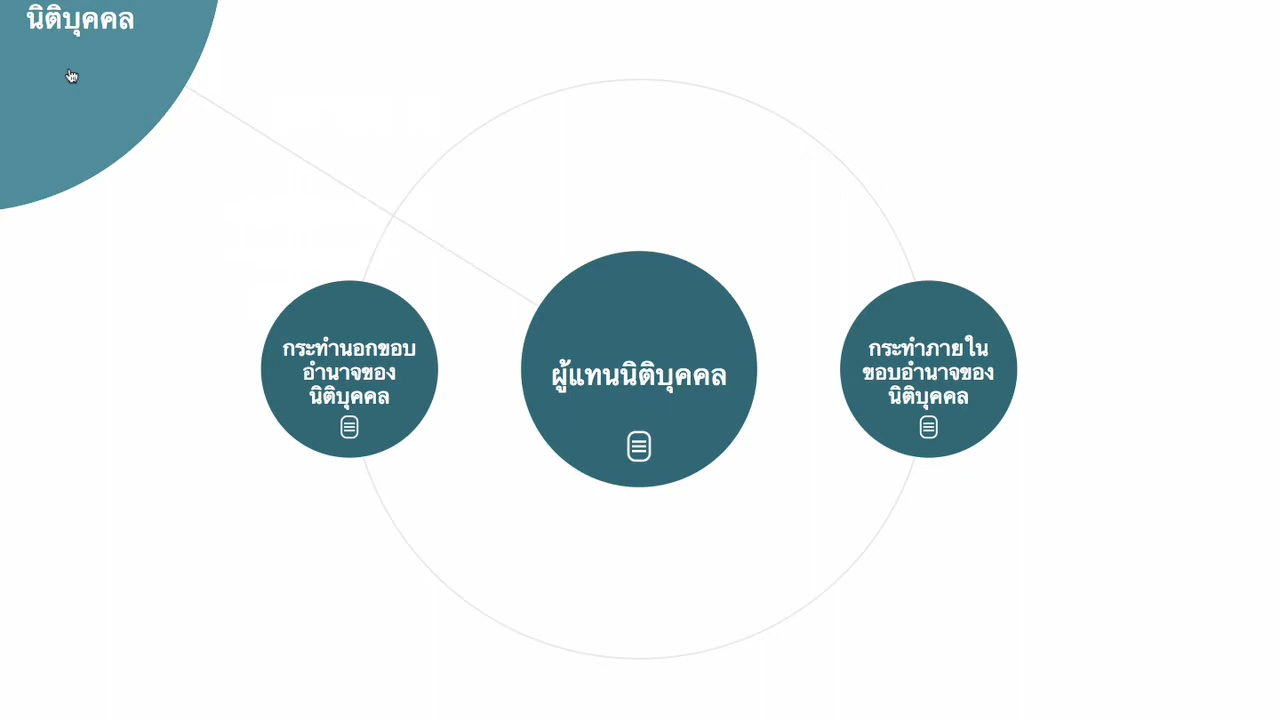 นิติบุคคล
กระทำนอกขอบ
อำนาจของ
นิติบุคคล
ผู้แทนนิติบุคคล
กระทำภายใน
ขอบอำนาจของ
นิติบุคคล